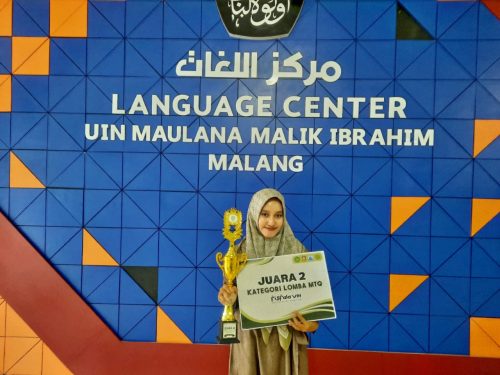 مركز اللغات
LANGUAGE CENTER
UIN MAULANA MALIK IBRAHIM
MALANG
JUARA 2
KATEGORI LOMBA MTQ